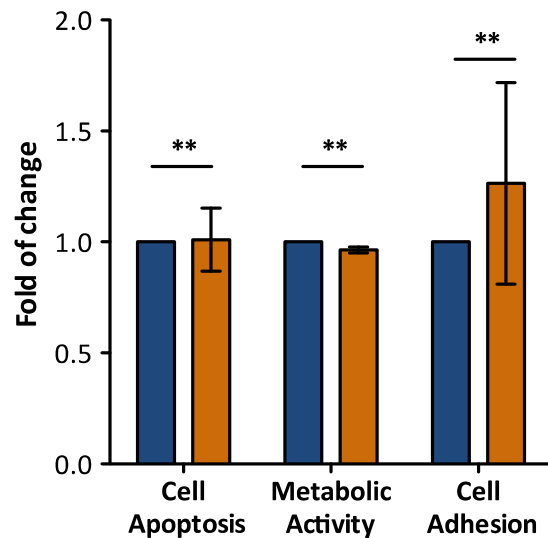 2.0
**
1.5
**
**
Fold of change
1.0
0.5
0.0
Cell
Apoptosis
Metabolic
Activity
Cell
Adhesion